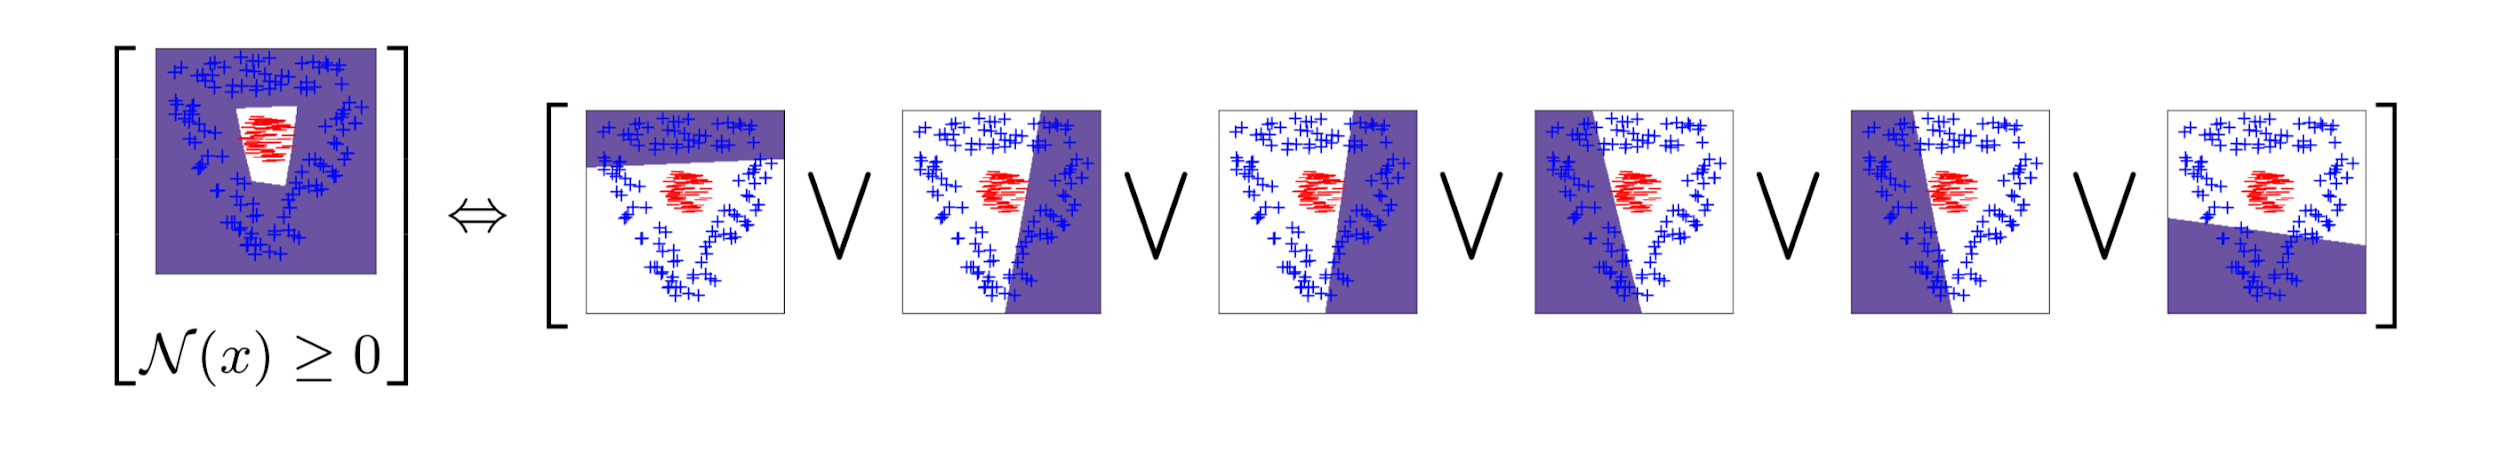 [ 𝒩(x) ≥ 0 ] ⇔ [ ⋁ ⋁ ⋁ ⋁ ⋁ ]